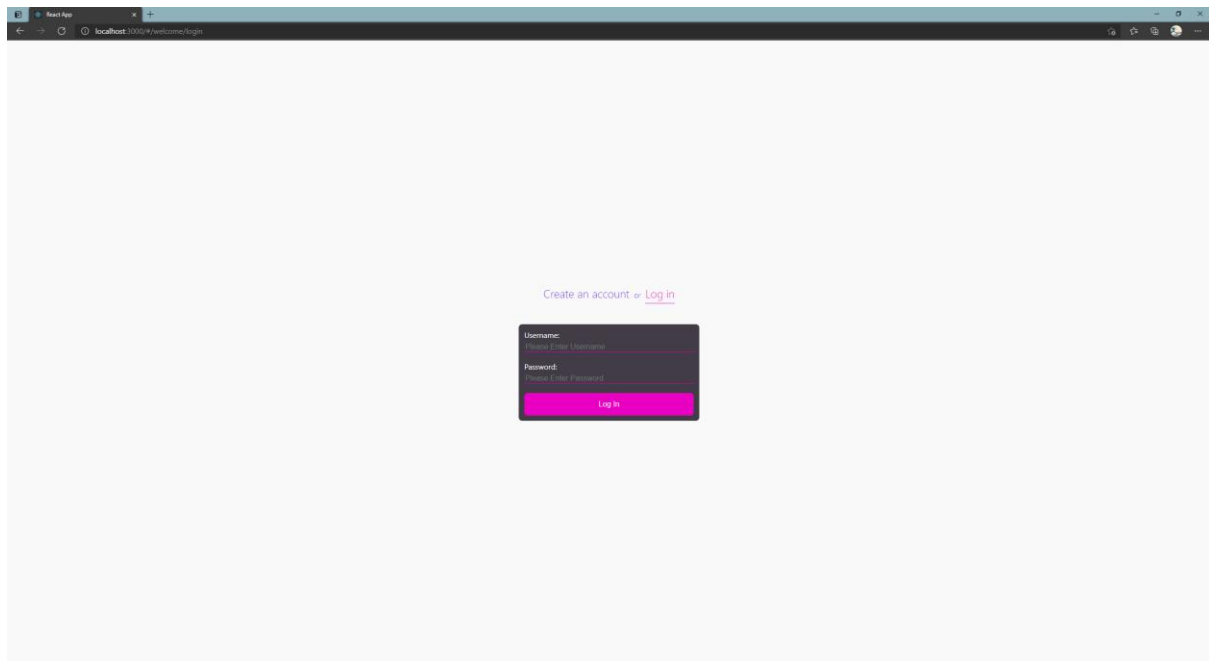 React App
localhost:3000/#/welcome/login
Create an account or Log in
Username:
Please Enter Username
Password:
Please Enter Password
Log In